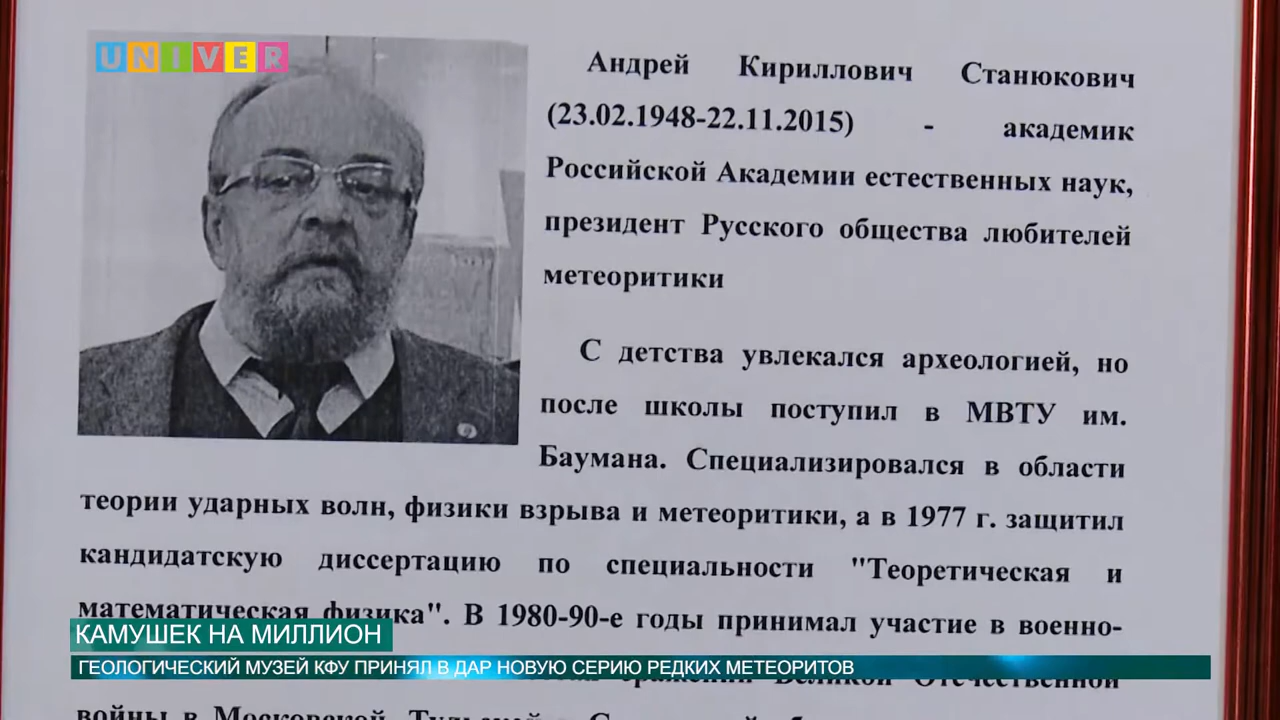 UNIVER
Андрей Кириллович Станюкович
(23.02.1948-22.11.2015) - академик
Российской Академии естественных наук,
президент Русского общества любителей
метеоритики
С детства увлекался археологией, но
после школы поступил в МВТУ им.
Баумана. Специализировался в области
теории ударных волн, физики взрыва и метеоритики, а в 1977 г. защитил
кандидатскую диссертацию по специальности "Теоретическая и
математическая физика". В 1980-90-е годы принимал участие в военно-
КАМУШЕК НА МИЛЛИОН
ГЕОЛОГИЧЕСКИЙ МУЗЕЙ КФУ ПРИНЯЛ В ДАР НОВУЮ СЕРИЮ РЕДКИХ МЕТЕОРИТОВ
Великой Отечественной
войны в Московской,